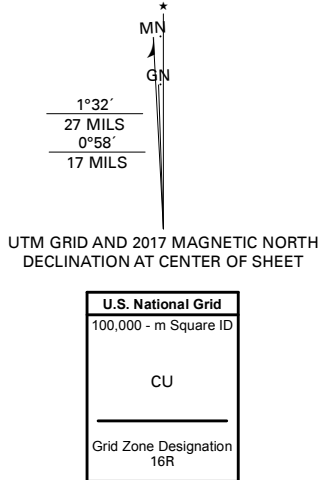 MN
GN
1°32´
27 MILS
0°58´
17 MILS
UTM GRID AND 2017 MAGNETIC NORTH
DECLINATION AT CENTER OF SHEET
U.S. National Grid
100,000 - m Square ID
CU
Grid Zone Designation
16R